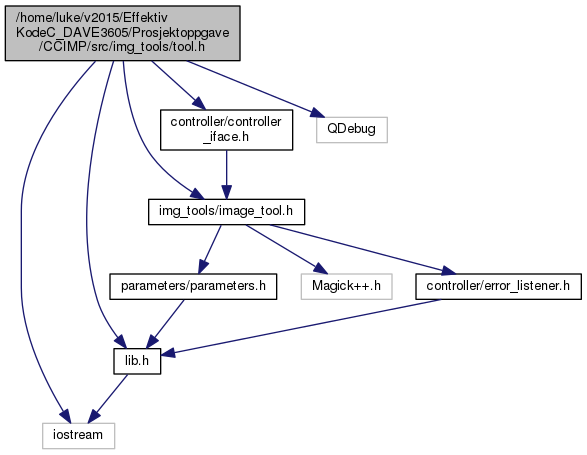 /home/luke/v2015/Effektiv
KodeC_DAVE3605/Prosjektoppgave
/CCIMP/src/img_tools/tool.h
controller/controller
_iface.h
QDebug
img_tools/image_tool.h
parameters/parameters.h
Magick++.h
controller/error_listener.h
lib.h
iostream